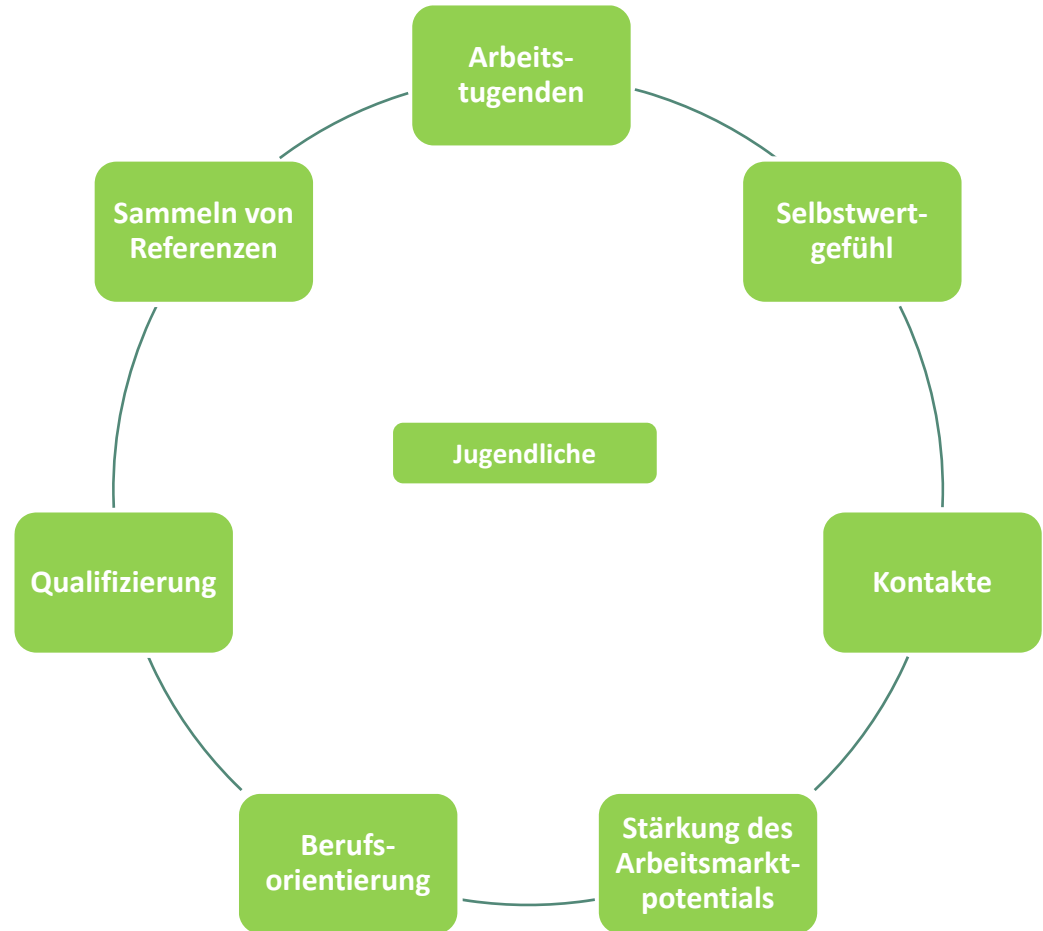 Arbeits-
tugenden
Selbstwert-
gefühl
Kontakte
Stärkung des
Arbeitsmarkt-
potentials
Berufs-
orientierung
Qualifizierung
Sammeln von
Referenzen
Jugendliche